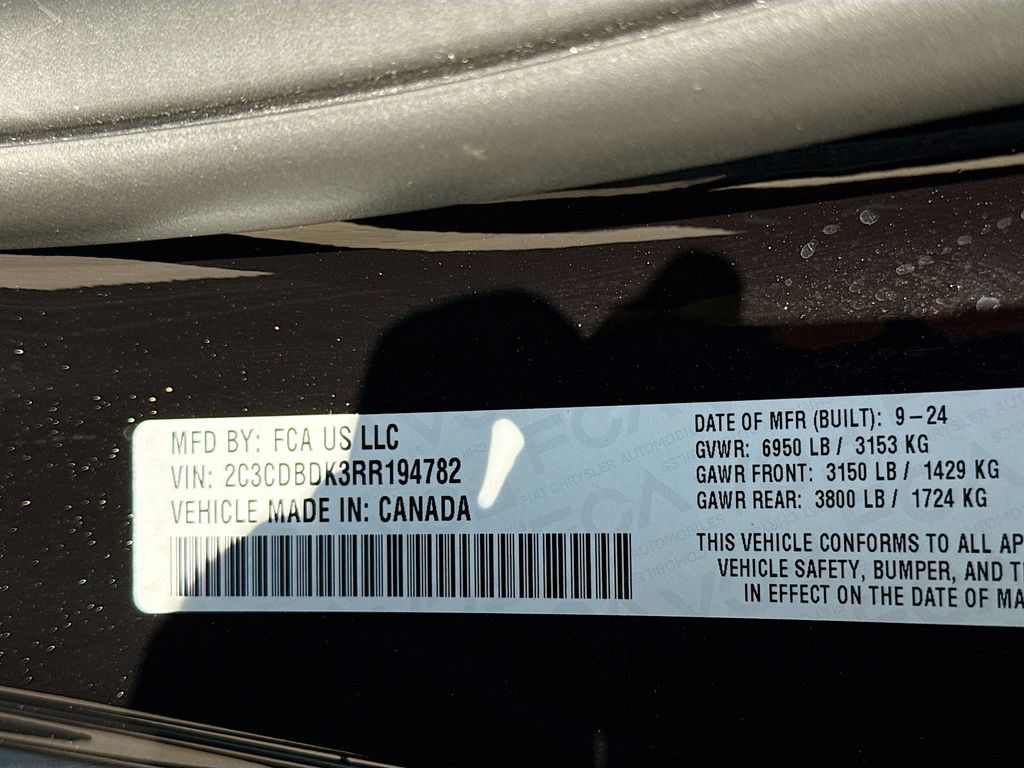 MFD BY: FCA US LLC
VIN: 2C3CDBDK3RR194782
VEHICLE MADE IN: CANADA
DATE OF MFR (BUILT): 9-24
GVWR: 6950 LB / 3153 KG
GAWR FRONT: 3150 LB / 1429 KG
GAWR REAR: 3800 LB / 1724 KG
THIS VEHICLE CONFORMS TO ALL AP
VEHICLE SAFETY, BUMPER, AND T
IN EFFECT ON THE DATE OF MA